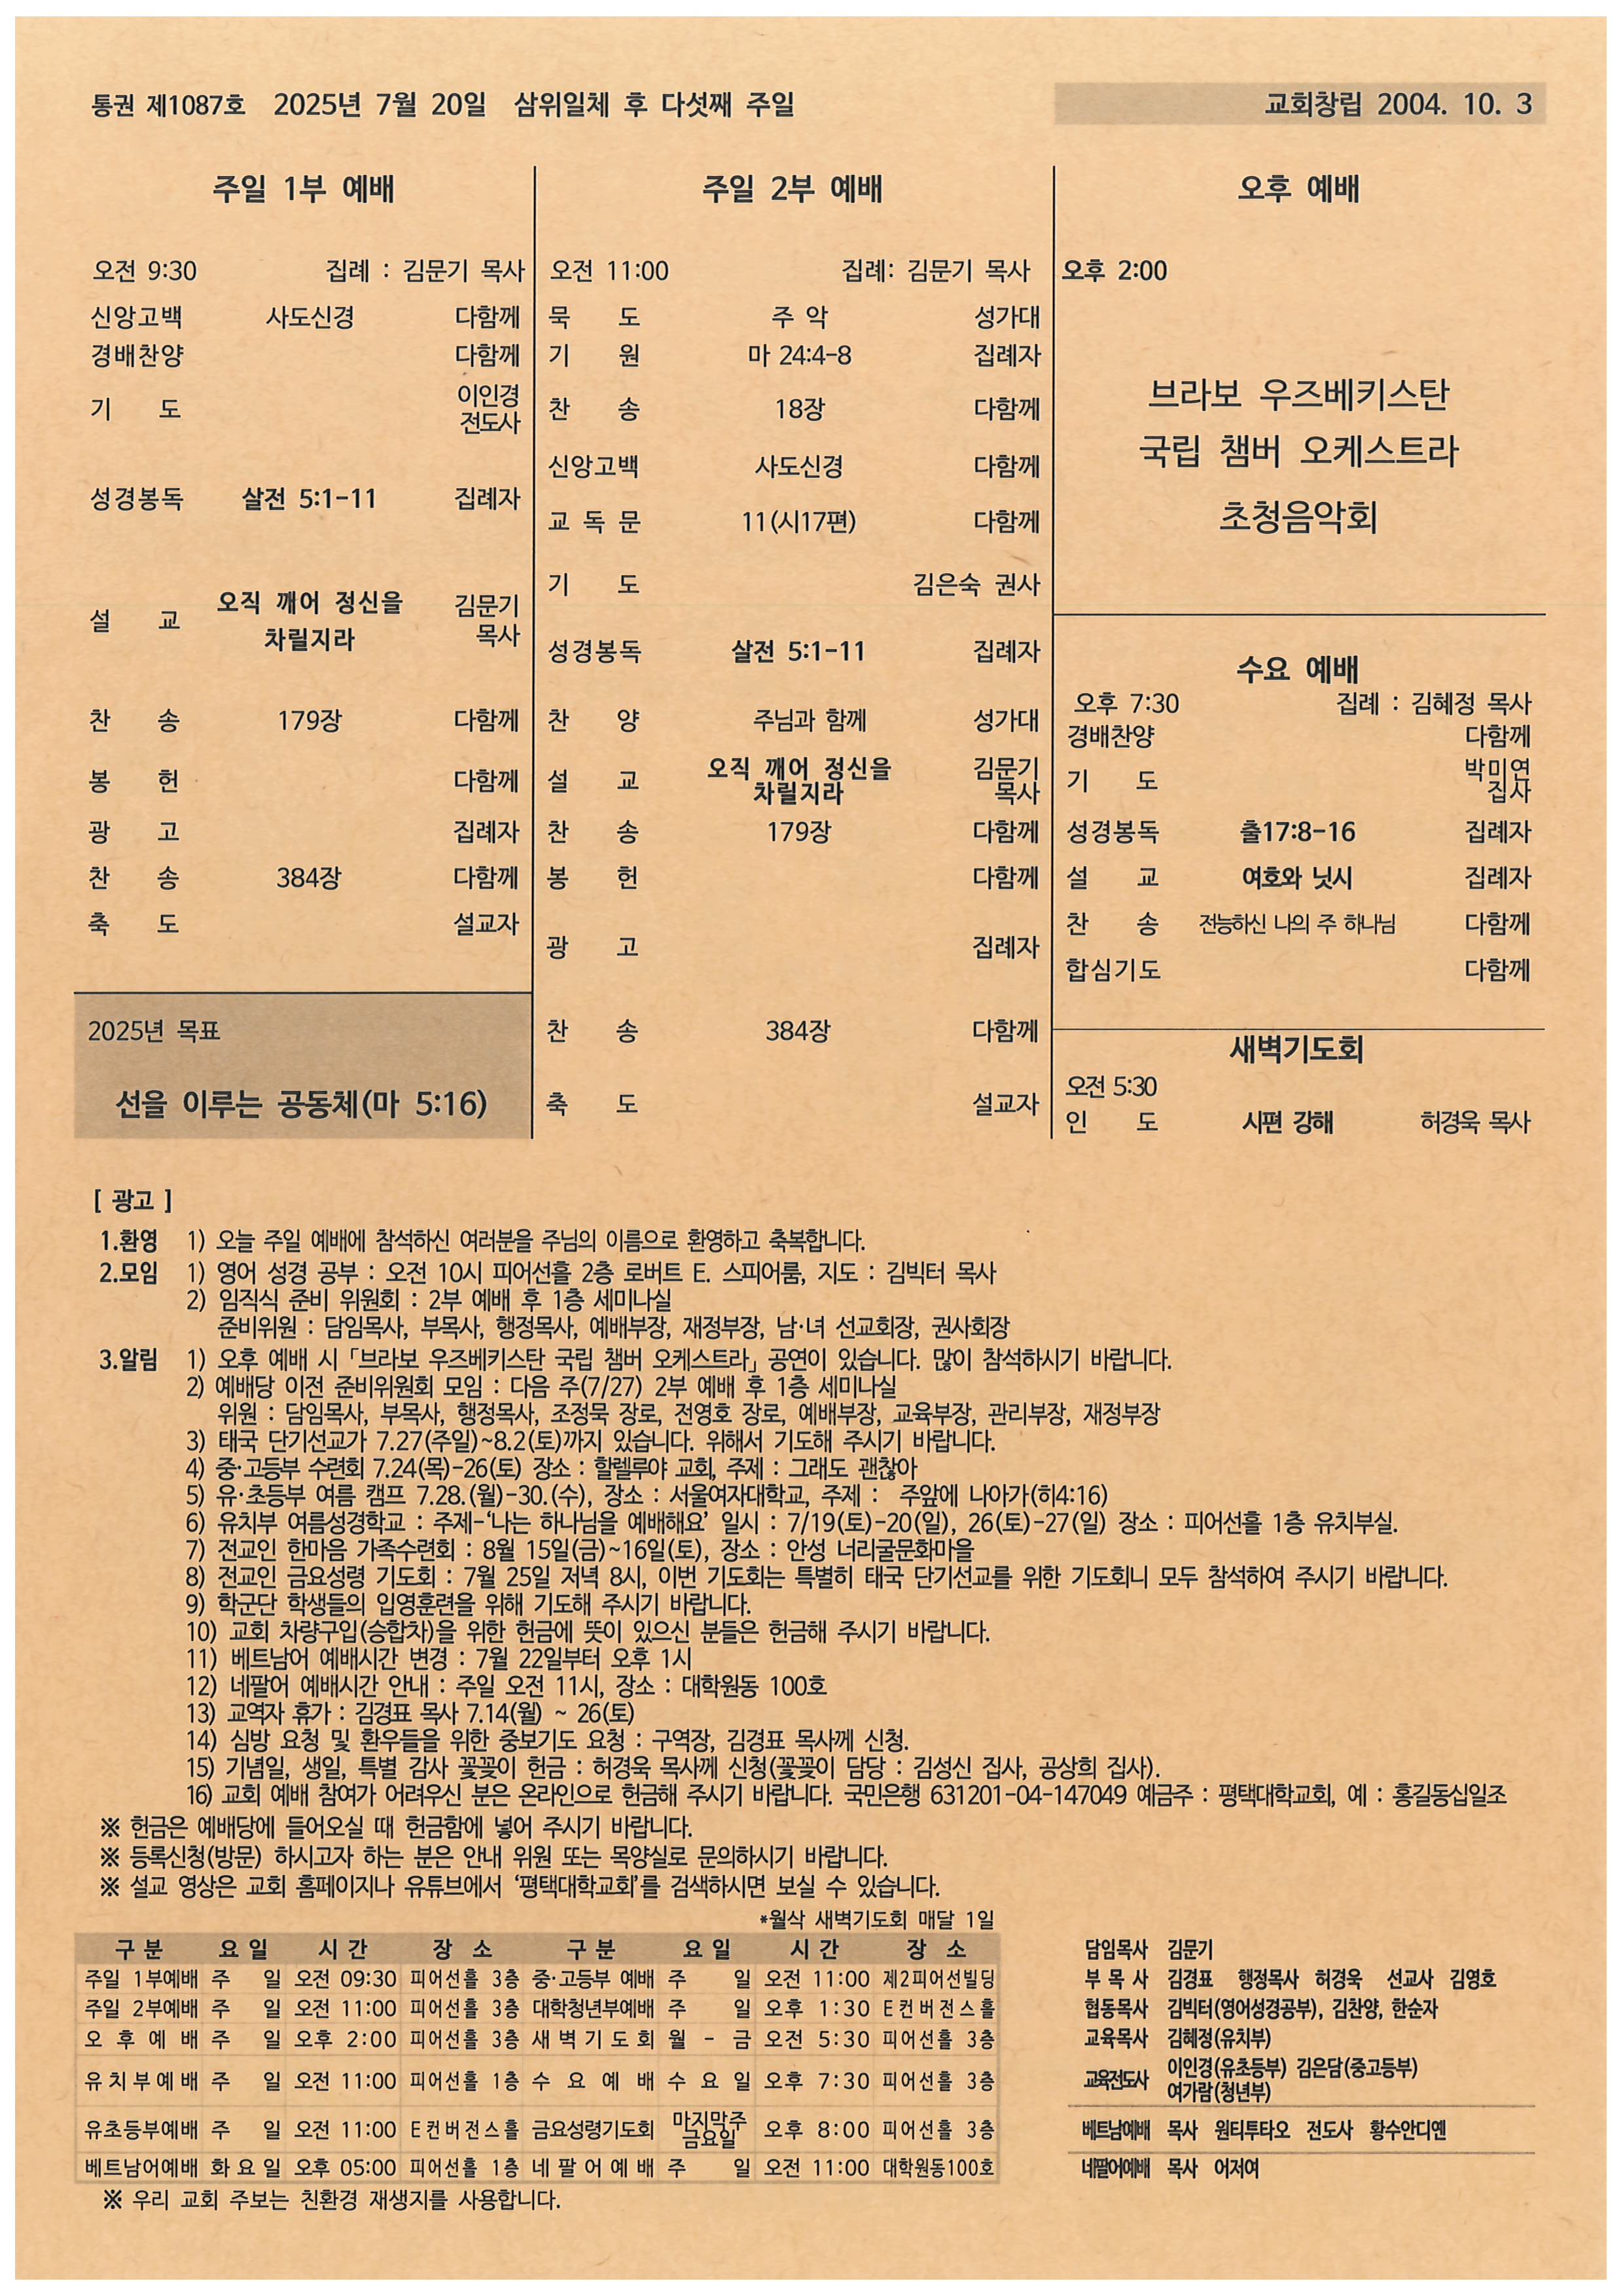 통권 제1087호 2025년 7월 20일 삼위일체 후 다섯째 주일
교회창립 2004. 10. 3
주일 1부 예배
오전 9:30 집례 : 김문기 목사
신앙고백 사도신경 다함께
경배찬양 다함께
기 도 이인경 전도사
성경봉독 살전 5:1-11 집례자
설 교 오직 깨어 정신을 차릴지라 김문기 목사
찬 송 179장 다함께
봉 헌 다함께
광 고 집례자
찬 송 384장 다함께
축 도 설교자
2025년 목표
선을 이루는 공동체(마 5:16)
주일 2부 예배
오전 11:00 집례: 김문기 목사
묵 도 주 악 성가대
기 원 마 24:4-8 집례자
찬 송 18장 다함께
신앙고백 사도신경 다함께
교 독 문 11(시17편) 다함께
기 도 김은숙 권사
성경봉독 살전 5:1-11 집례자
찬 양 주님과 함께 성가대
설 교 오직 깨어 정신을 차릴지라 김문기 목사
찬 송 179장 다함께
봉 헌 다함께
광 고 집례자
찬 송 384장 다함께
축 도 설교자
오후 예배
오후 2:00
브라보 우즈베키스탄
국립 챔버 오케스트라
초청음악회
수요 예배
오후 7:30 집례 : 김혜정 목사
경배찬양 다함께
기 도 박미연 집사
성경봉독 출17:8-16 집례자
설 교 여호와 닛시 집례자
찬 송 전능하신 나의 주 하나님 다함께
합심기도 다함께
새벽기도회
오전 5:30
인 도 시편 강해 허경욱 목사
[ 광고 ]
1.환영 1) 오늘 주일 예배에 참석하신 여러분을 주님의 이름으로 환영하고 축복합니다.
2.모임 1) 영어 성경 공부 : 오전 10시 피어선홀 2층 로버트 E. 스피어룸, 지도 : 김빅터 목사
2) 임직식 준비 위원회 : 2부 예배 후 1층 세미나실
준비위원 : 담임목사, 부목사, 행정목사, 예배부장, 재정부장, 남·녀 선교회장, 권사회장
3.알림 1) 오후 예배 시 「브라보 우즈베키스탄 국립 챔버 오케스트라」 공연이 있습니다. 많이 참석하시기 바랍니다.
2) 예배당 이전 준비위원회 모임 : 다음 주(7/27) 2부 예배 후 1층 세미나실
위원 : 담임목사, 부목사, 행정목사, 조정묵 장로, 전영호 장로, 예배부장, 교육부장, 관리부장, 재정부장
3) 태국 단기선교가 7.27(주일)~8.2(토)까지 있습니다. 위해서 기도해 주시기 바랍니다.
4) 중·고등부 수련회 7.24(목)-26(토) 장소 : 할렐루야 교회, 주제 : 그래도 괜찮아
5) 유·초등부 여름 캠프 7.28.(월)-30.(수), 장소 : 서울여자대학교, 주제 : 주앞에 나아가(히4:16)
6) 유치부 여름성경학교 : 주제-‘나는 하나님을 예배해요’ 일시 : 7/19(토)-20(일), 26(토)-27(일) 장소 : 피어선홀 1층 유치부실.
7) 전교인 한마음 가족수련회 : 8월 15일(금)~16일(토), 장소 : 안성 너리굴문화마을
8) 전교인 금요성령 기도회 : 7월 25일 저녁 8시, 이번 기도회는 특별히 태국 단기선교를 위한 기도회니 모두 참석하여 주시기 바랍니다.
9) 학군단 학생들의 입영훈련을 위해 기도해 주시기 바랍니다.
10) 교회 차량구입(승합차)을 위한 헌금에 뜻이 있으신 분들은 헌금해 주시기 바랍니다.
11) 베트남어 예배시간 변경 : 7월 22일부터 오후 1시
12) 네팔어 예배시간 안내 : 주일 오전 11시, 장소 : 대학원동 100호
13) 교역자 휴가 : 김경표 목사 7.14(월) ~ 26(토)
14) 심방 요청 및 환우들을 위한 중보기도 요청 : 구역장, 김경표 목사께 신청.
15) 기념일, 생일, 특별 감사 꽃꽂이 헌금 : 허경욱 목사께 신청(꽃꽂이 담당 : 김성신 집사, 공상희 집사).
16) 교회 예배 참여가 어려우신 분은 온라인으로 헌금해 주시기 바랍니다. 국민은행 631201-04-147049 예금주 : 평택대학교회, 예 : 홍길동십일조
※ 헌금은 예배당에 들어오실 때 헌금함에 넣어 주시기 바랍니다.
※ 등록신청(방문) 하시고자 하는 분은 안내 위원 또는 목양실로 문의하시기 바랍니다.
※ 설교 영상은 교회 홈페이지나 유튜브에서 ‘평택대학교회’를 검색하시면 보실 수 있습니다.
*월삭 새벽기도회 매달 1일
구 분 요 일 시 간 장 소 구 분 요 일 시 간 장 소
주일 1부예배 주 일 오전 09:30 피어선홀 3층 중·고등부 예배 주 일 오전 11:00 제2피어선빌딩
주일 2부예배 주 일 오전 11:00 피어선홀 3층 대학청년부예배 주 일 오후 1:30 E컨버전스홀
오 후 예 배 주 일 오후 2:00 피어선홀 3층 새벽기도회 월 - 금 오전 5:30 피어선홀 3층
유치부예배 주 일 오전 11:00 피어선홀 1층 수 요 예 배 수 요 일 오후 7:30 피어선홀 3층
유초등부예배 주 일 오전 11:00 E컨버전스홀 금요성령기도회 마지막주 금요일 오후 8:00 피어선홀 3층
베트남어예배 화 요 일 오후 05:00 피어선홀 1층 네 팔 어 예 배 주 일 오전 11:00 대학원동100호
※ 우리 교회 주보는 친환경 재생지를 사용합니다.
담임목사 김문기
부 목 사 김경표 행정목사 허경욱 선교사 김영호
협동목사 김빅터(영어성경공부), 김찬양, 한순자
교육목사 김혜정(유치부)
교육전도사 이인경(유초등부) 김은담(중고등부)
여가람(청년부)
베트남예배 목사 원티투타오 전도사 황수안디엔
네팔어예배 목사 어저여